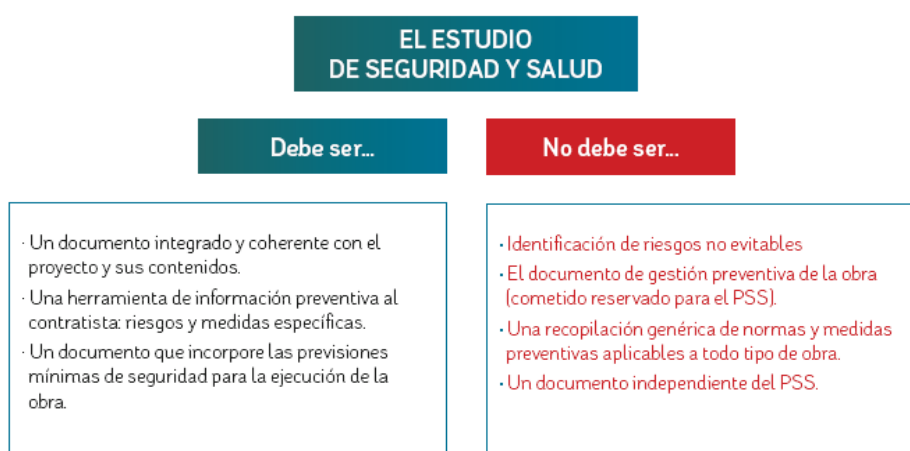 EL ESTUDIO
DE SEGURIDAD Y SALUD
Debe ser...
No debe ser...
· Un documento integrado y coherente con el
proyecto y sus contenidos.
· Una herramienta de información preventiva al
contratista: riesgos y medidas específicas.
· Un documento que incorpore las previsiones
mínimas de seguridad para la ejecución de la
obra.
· Identificación de riesgos no evitables
· El documento de gestión preventiva de la obra
(cometido reservado para el PSS).
· Una recopilación genérica de normas y medidas
preventivas aplicables a todo tipo de obra.
· Un documento independiente del PSS.